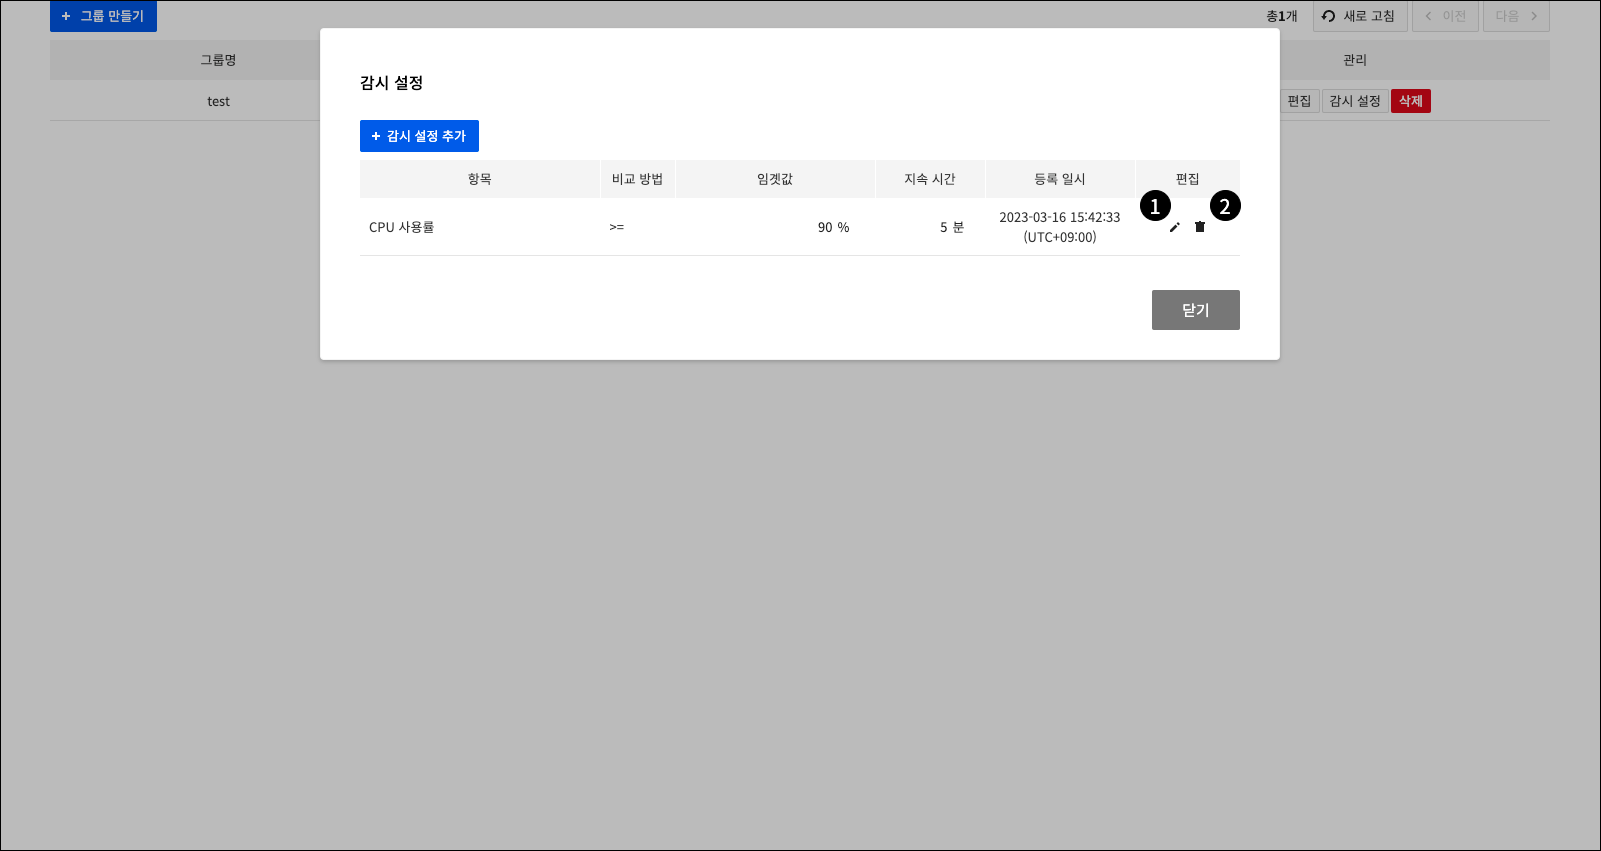 + 그룹 만들기
총1개 새로 고침 < 이전 다음 >
그룹명 관리
test 편집 감시 설정 삭제
감시 설정
+ 감시 설정 추가
항목 비교 방법 임곗값 지속 시간 등록 일시 편집
1 2
CPU 사용률 >= 90 % 5 분 2023-03-16 15:42:33
(UTC+09:00)
닫기